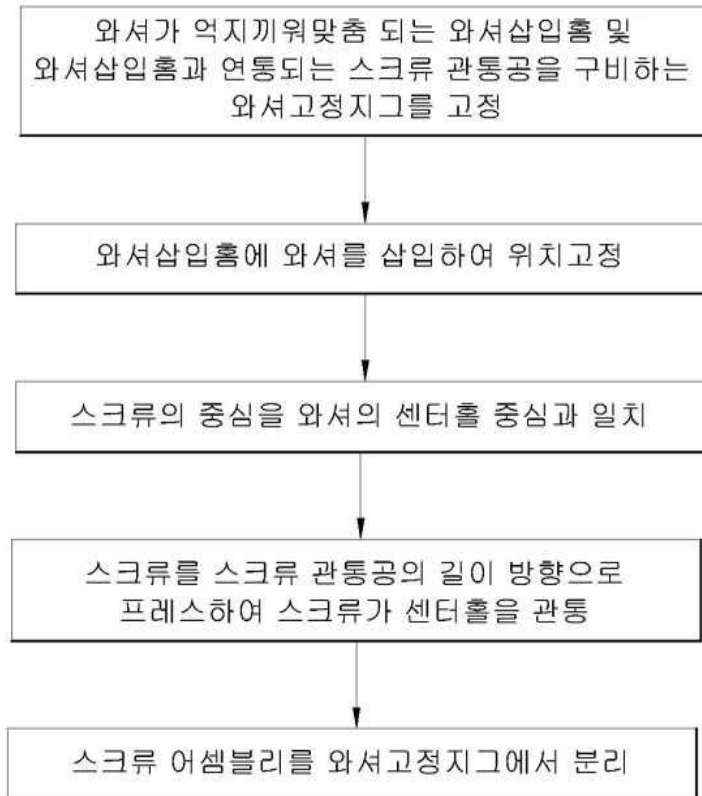 와셔가 억지끼워맞춤 되는 와셔삽입홈 및
와셔삽입홈과 연통되는 스크류 관통공을 구비하는
와셔고정지그를 고정
와셔삽입홈에 와셔를 삽입하여 위치고정
스크류의 중심을 와셔의 센터홀 중심과 일치
스크류를 스크류 관통공의 길이 방향으로
프레스하여 스크류가 센터홀을 관통
스크류 어셈블리를 와셔고정지그에서 분리